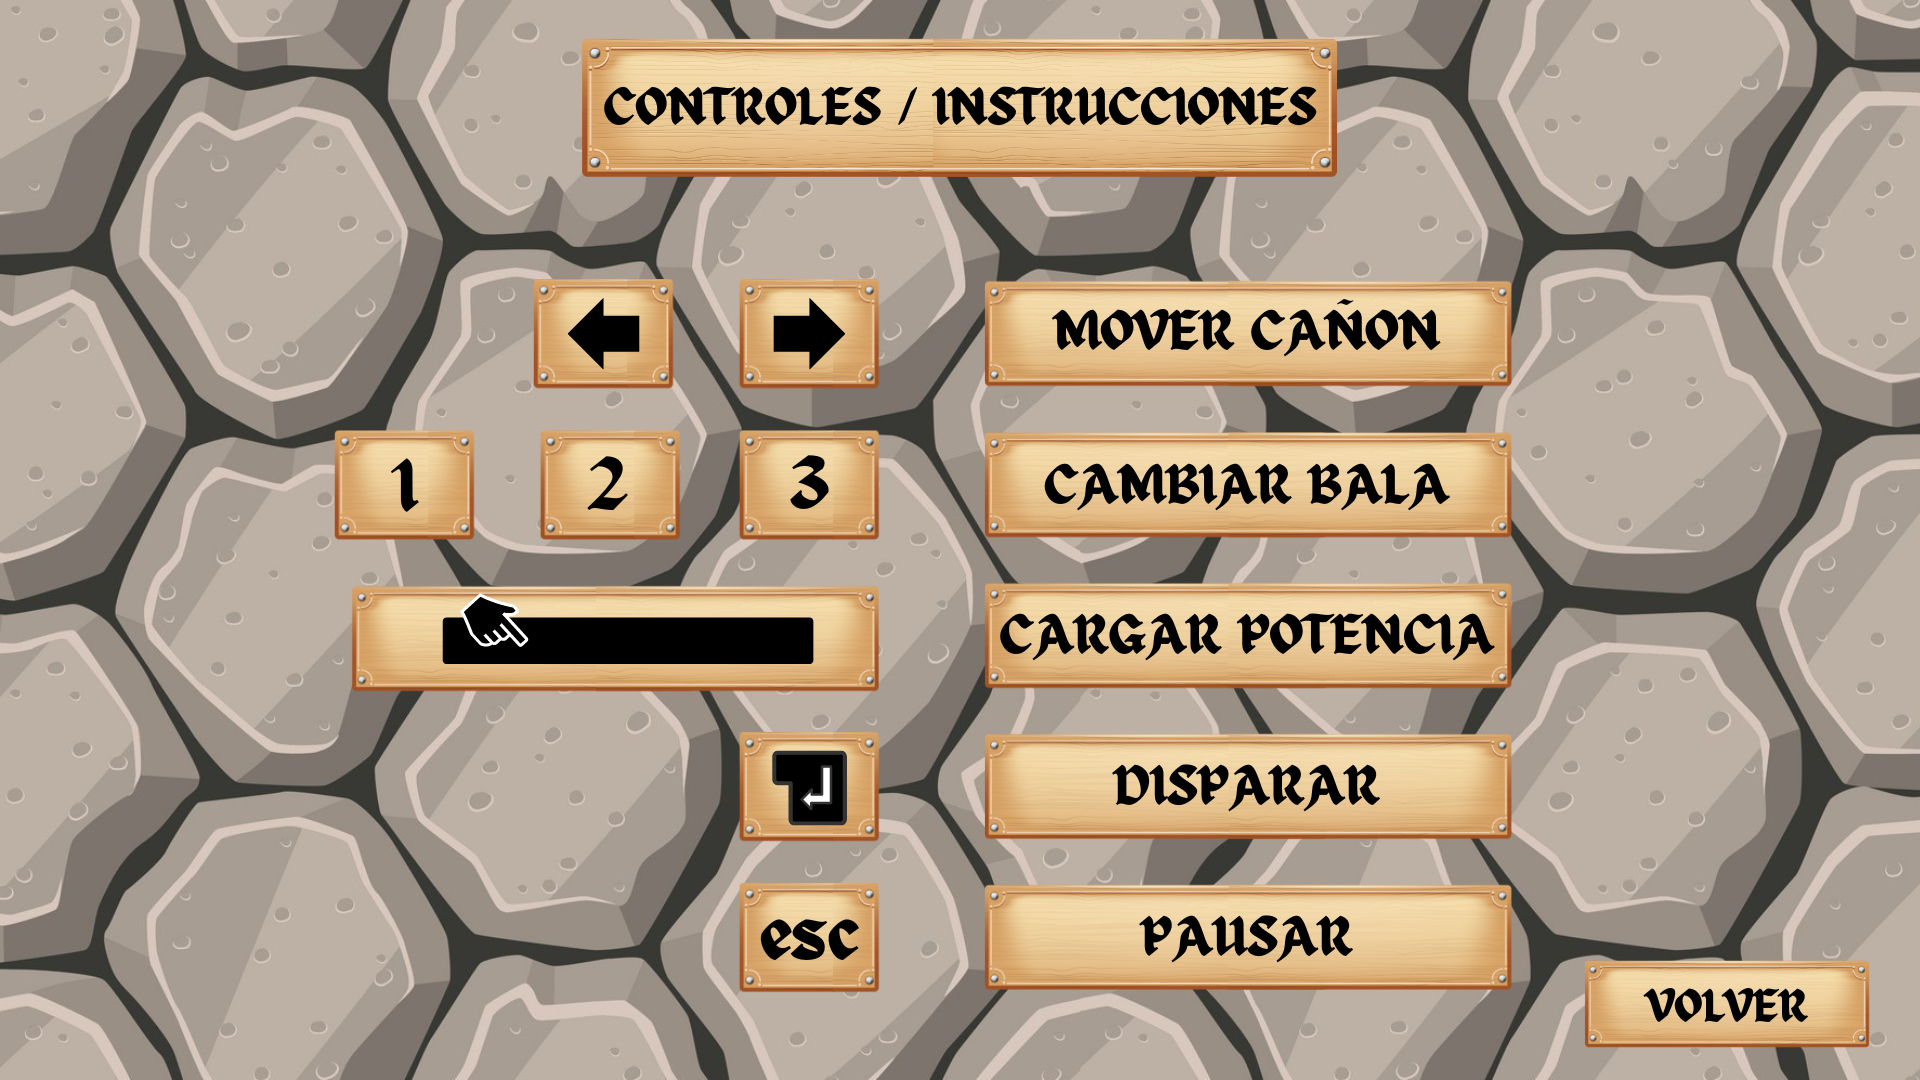 CONTROLES / INSTRUCCIONES
MOVER CAÑON
1 2 3 CAMBIAR BALA
CARGAR POTENCIA
DISPARAR
esc PAUSAR
VOLVER